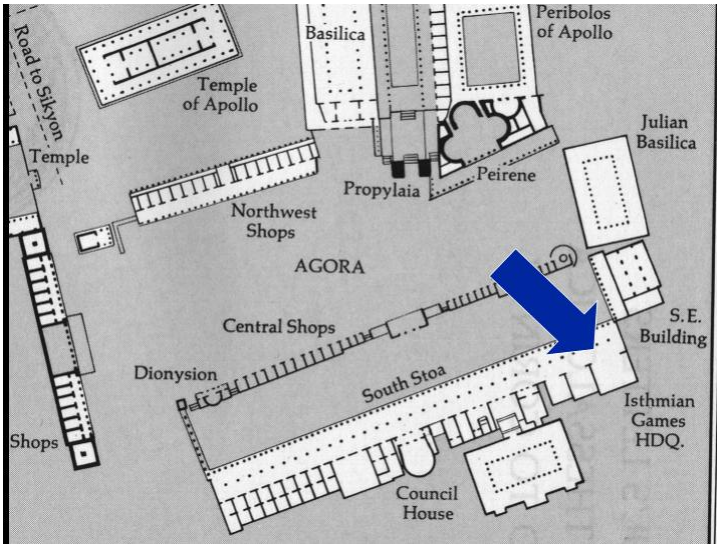 Road to Sikyon
Basilica
Peribolos
of Apollo
Temple
of Apollo
Julian
Basilica
Temple
Propylaia
Peirene
Northwest
Shops
AGORA
Central Shops
S.E.
Building
Dionysion
South Stoa
Isthmian
Games
HDQ.
Shops
Council
House